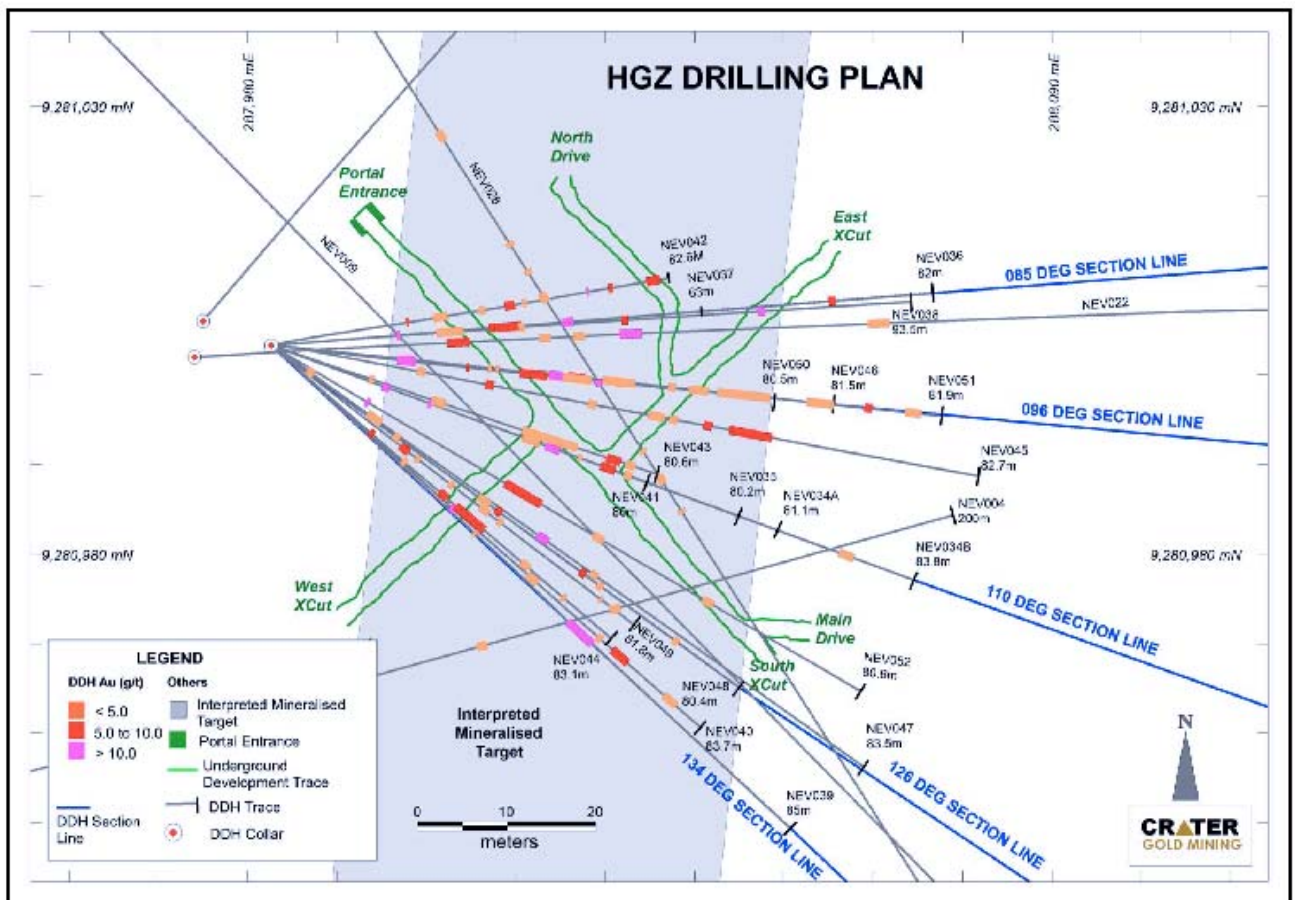 HGZ DRILLING PLAN
287,980 mE
288,090 mE
9,281,030 mN
9,281,030 mN
North
Drive
Portal
Entrance
NEV028
East
XCut
NEV009
NEV042
82.6M
NEV037
63m
NEV036
82m
085 DEG SECTION LINE
NEV022
NEV038
93.5m
NEV050
80.5m
NEV046
81.5m
NEV051
81.9m
096 DEG SECTION LINE
NEV043
80.6m
NEV045
82.7m
NEV035
80.2m
NEV034A
81.1m
NEV041
86m
NEV004
200m
9,280,980 mN
9,280,980 mN
NEV034B
83.8m
110 DEG SECTION LINE
West
XCut
Main
Drive
NEV049
81.8m
NEV044
83.1m
South
XCut
NEV052
86.6m
NEV048
80.4m
NEV040
83.7m
NEV047
83.5m
126 DEG SECTION LINE
134 DEG SECTION LINE
NEV039
85m
Interpreted
Mineralised
Target
LEGEND
DDH Au (g/t)
< 5.0
5.0 to 10.0
> 10.0
DDH Section
Line
Others
Interpreted Mineralised
Target
Portal Entrance
Underground
Development Trace
DDH Trace
DDH Collar
0 10 20
meters
N
CRATER
GOLD MINING